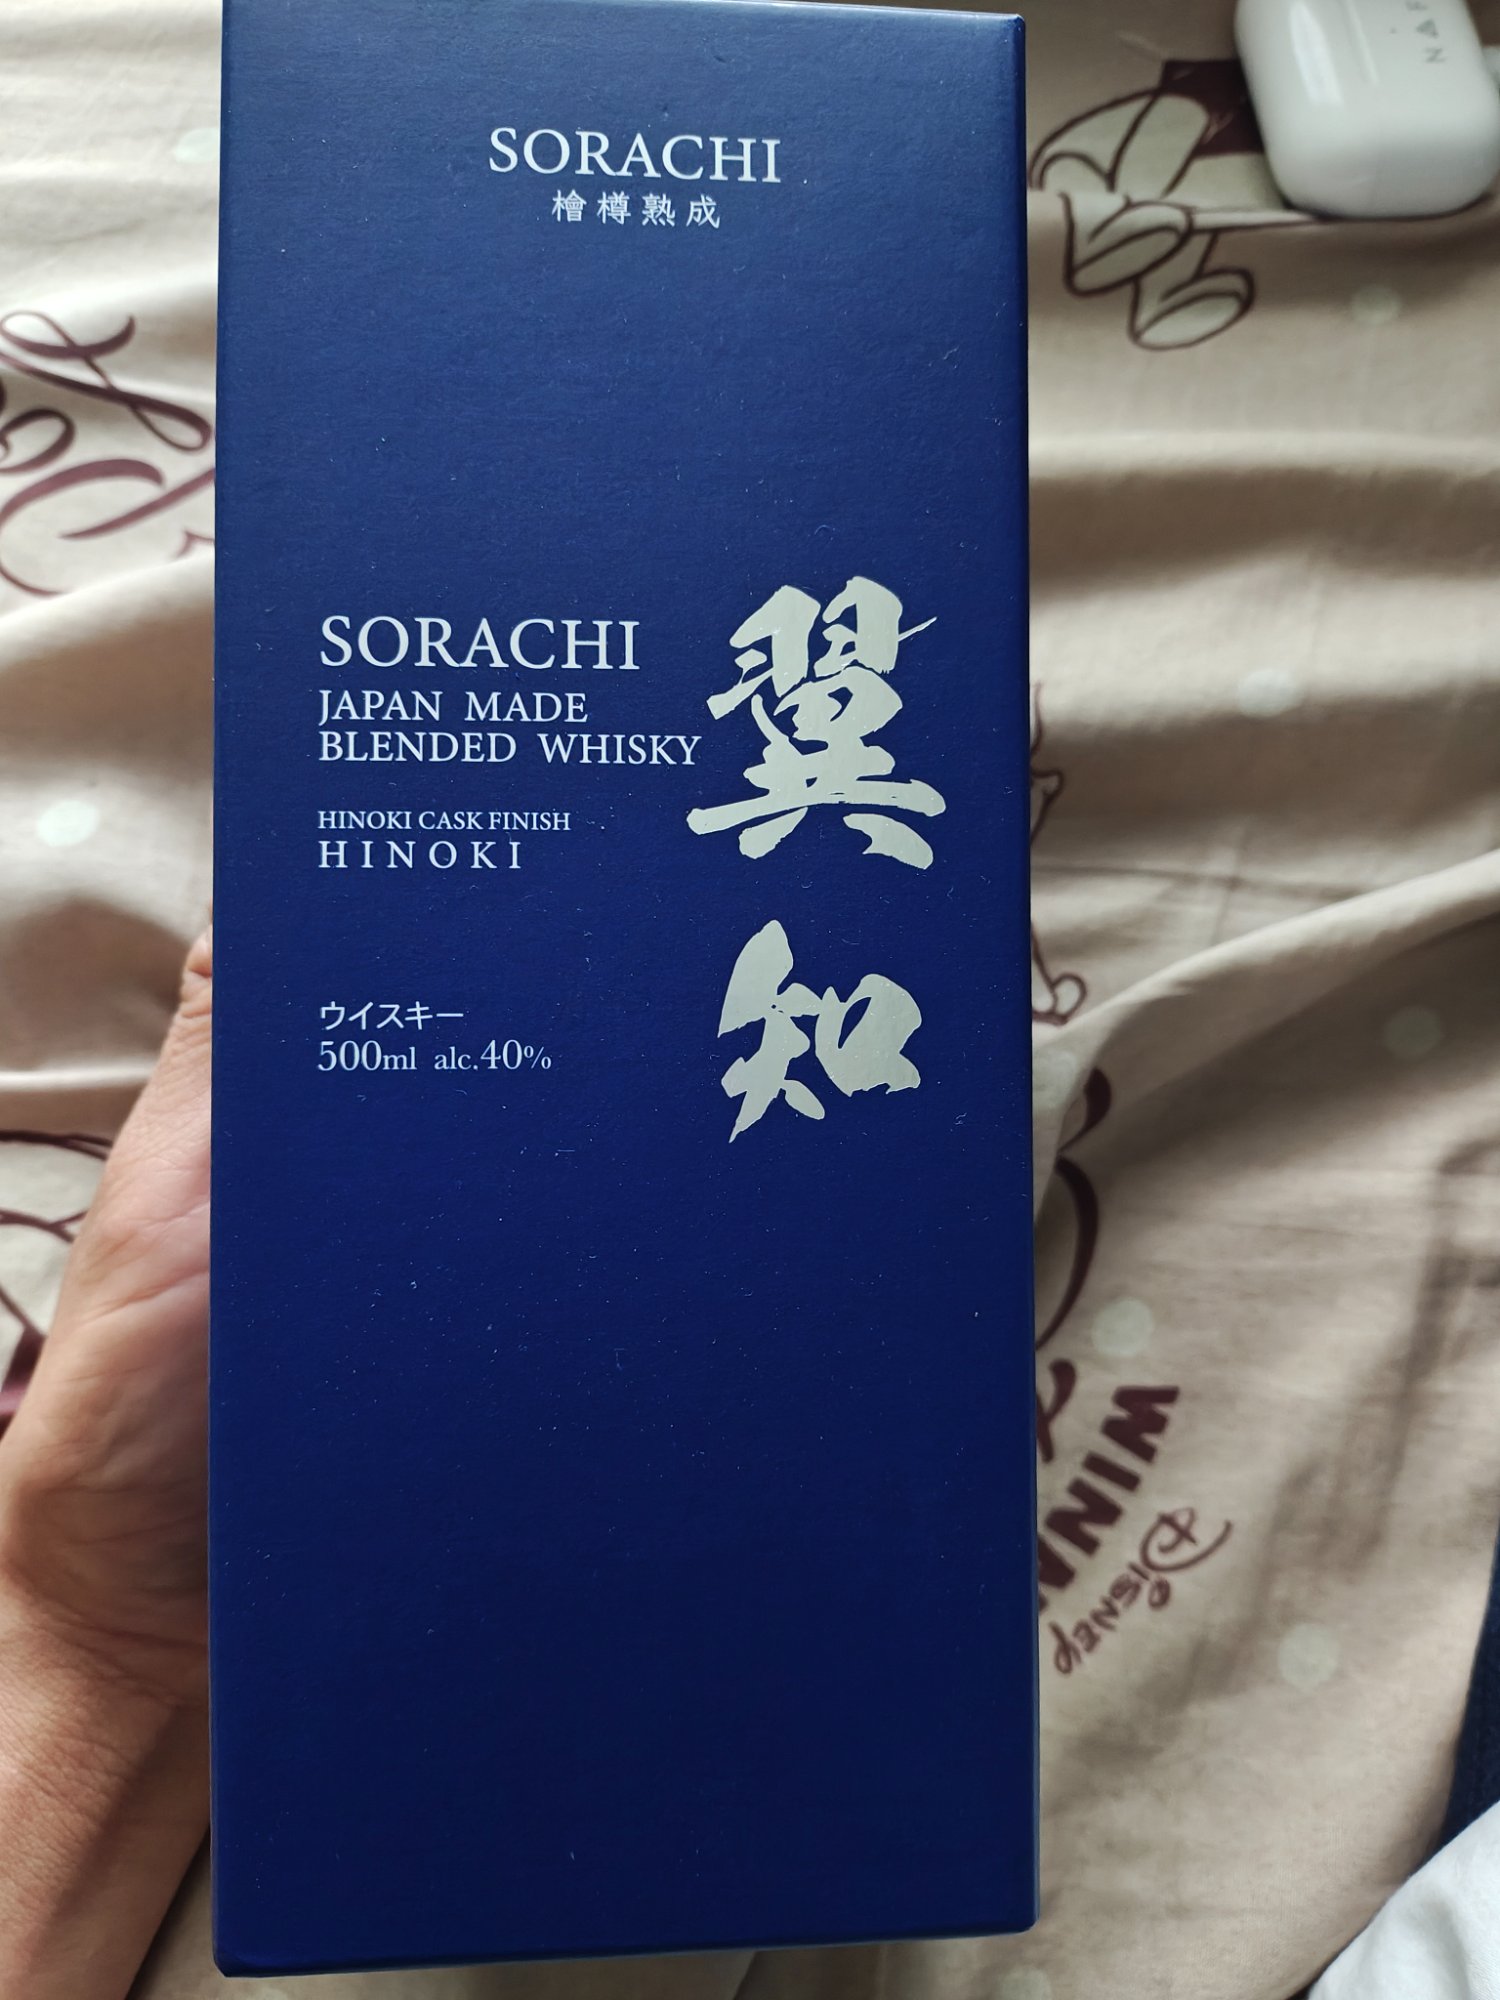 SORACHI
檜樽熟成
翼知
SORACHI
JAPAN MADE
BLENDED WHISKY
HINOKI CASK FINISH
HINOKI
ウイスキー
500ml alc.40%
Disney